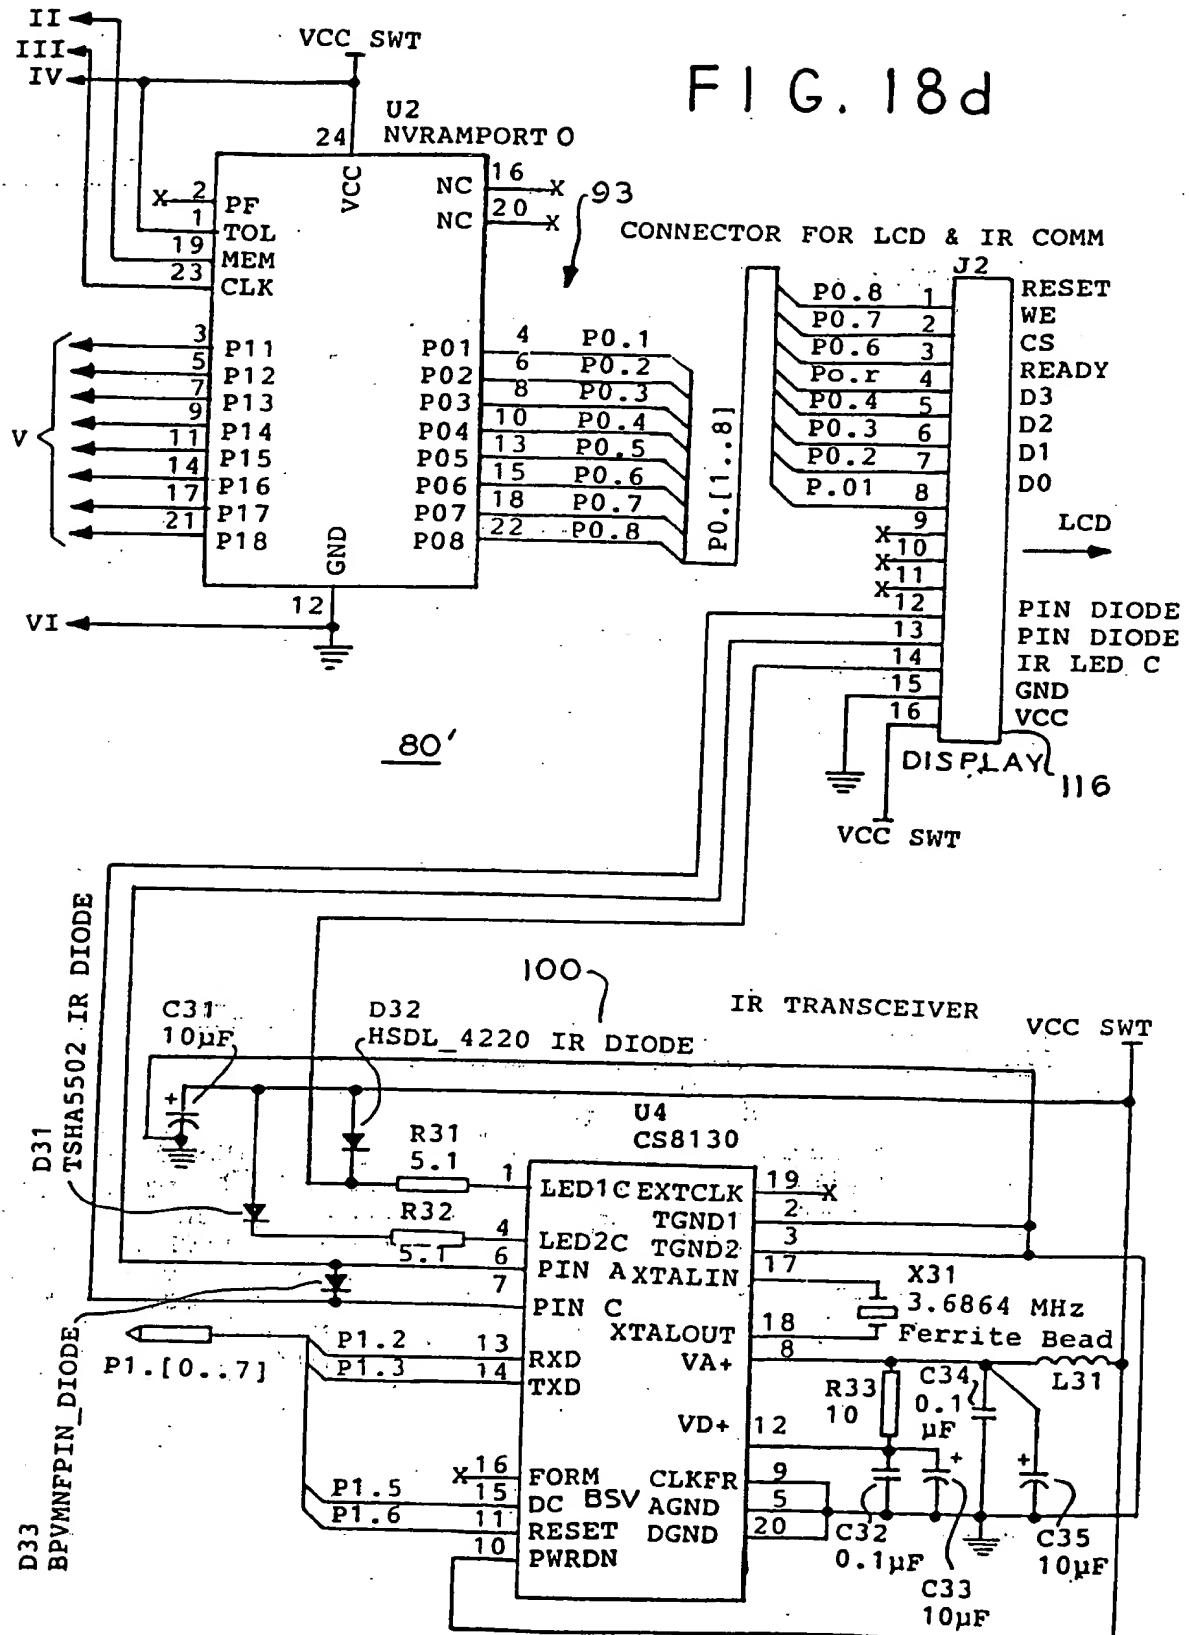 II
III
IV
VCC SWT
FIG. 18d
U2
NVRAMPORT O
24
VCC
X 2 PF
1 TOL
19 MEM
23 CLK
NC 16 X
NC 20 X
93
3 P11
5 P12
7 P13
9 P14
11 P15
14 P16
17 P17
21 P18
V
P01 4 P0.1
P02 6 P0.2
P03 8 P0.3
P04 10 P0.4
P05 13 P0.5
P06 15 P0.6
P07 18 P0.7
P08 22 P0.8
GND
12
VI
P0.[1..8]
CONNECTOR FOR LCD & IR COMM
J2
P0.8 1 RESET
P0.7 2 WE
P0.6 3 CS
Po.r 4 READY
P0.4 5 D3
P0.3 6 D2
P0.2 7 D1
P.01 8 D0
X 9
X 10
X 11
LCD
12 PIN DIODE
13 PIN DIODE
14 IR LED C
15 GND
16 VCC
DISPLAY
116
VCC SWT
80'
100
IR TRANSCEIVER
VCC SWT
C31
10µF
D32
HSDL_4220 IR DIODE
D31
TSHA5502 IR DIODE
U4
CS8130
R31
5.1
R32
5.1
1 LED1C
4 LED2C
6 PIN A
7 PIN C
P1.[0..7]
P1.2 13 RXD
P1.3 14 TXD
X 16 FORM
P1.5 15 DC
BSV
P1.6 11 RESET
10 PWRDN
EXTCLK 19 X
TGND1 2
TGND2 3
XTALIN 17
XTALOUT 18
VA+ 8
VD+ 12
CLKFR 9
AGND 5
DGND 20
X31
3.6864 MHz
Ferrite Bead
L31
R33
10
C34
0.1
µF
C32
0.1µF
C33
10µF
C35
10µF
D33
BPVMNFPIN_DIODE